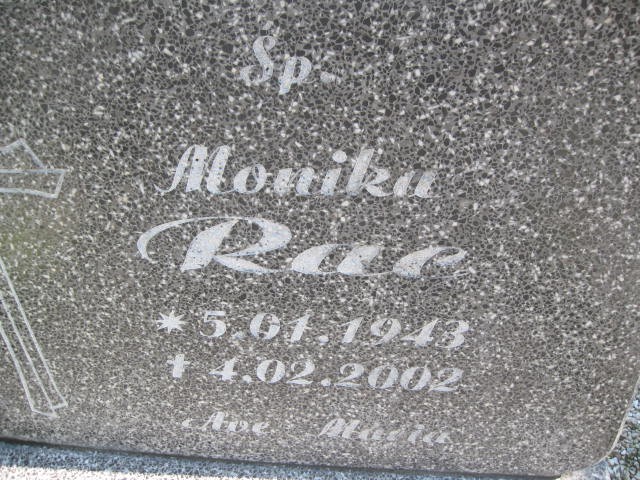 Sp.
Monika
Rac
* 5.01.1943
† 4.02.2002
Ave Maria